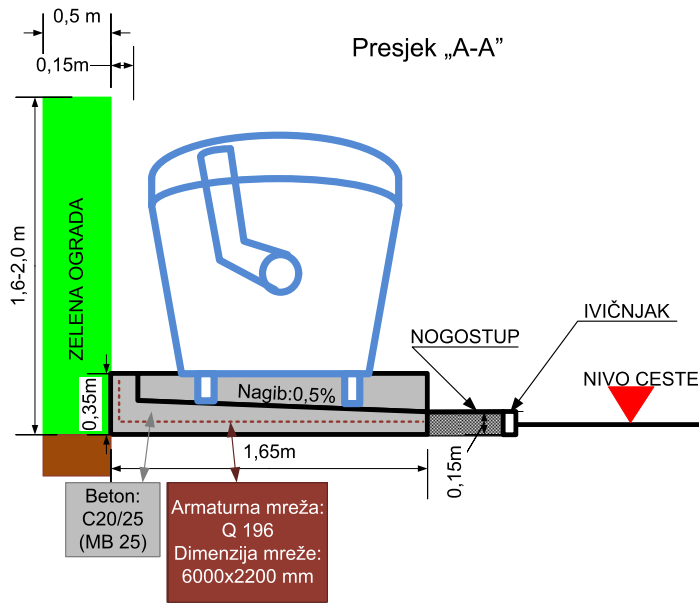 0,5 m
Presjek „A-A”
0,15m
1,6-2,0 m
ZELENA OGRADA
IVIČNJAK
NOGOSTUP
NIVO CESTE
0,35m
Nagib:0,5%
1,65m
0,15m
Beton:
C20/25
(MB 25)
Armaturna mreža:
Q 196
Dimenzija mreže:
6000x2200 mm